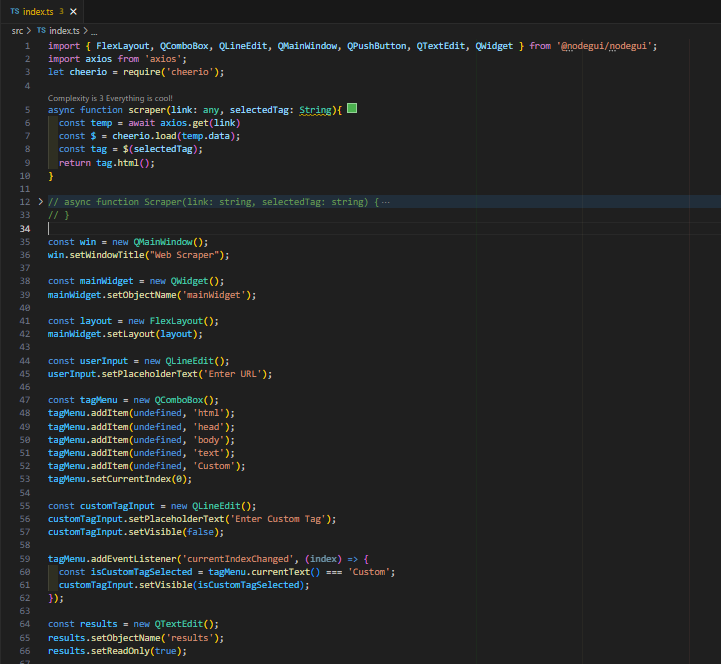 TS index.ts 3 ×
src > TS index.ts > ...
1 import { FlexLayout, QComboBox, QLineEdit, QMainWindow, QPushButton, QTextEdit, QWidget } from '@nodegui/nodegui';
2 import axios from 'axios';
3 let cheerio = require('cheerio');
4
Complexity is 3 Everything is cool!
5 async function scraper(link: any, selectedTag: String){
6 const temp = await axios.get(link)
7 const $ = cheerio.load(temp.data);
8 const tag = $(selectedTag);
9 return tag.html();
10 }
11
12 > // async function Scraper(link: string, selectedTag: string) { ···
33 // }
34
35 const win = new QMainWindow();
36 win.setWindowTitle("Web Scraper");
37
38 const mainWidget = new QWidget();
39 mainWidget.setObjectName('mainWidget');
40
41 const layout = new FlexLayout();
42 mainWidget.setLayout(layout);
43
44 const userInput = new QLineEdit();
45 userInput.setPlaceholderText('Enter URL');
46
47 const tagMenu = new QComboBox();
48 tagMenu.addItem(undefined, 'html');
49 tagMenu.addItem(undefined, 'head');
50 tagMenu.addItem(undefined, 'body');
51 tagMenu.addItem(undefined, 'text');
52 tagMenu.addItem(undefined, 'Custom');
53 tagMenu.setCurrentIndex(0);
54
55 const customTagInput = new QLineEdit();
56 customTagInput.setPlaceholderText('Enter Custom Tag');
57 customTagInput.setVisible(false);
58
59 tagMenu.addEventListener('currentIndexChanged', (index) => {
60 const isCustomTagSelected = tagMenu.currentText() === 'Custom';
61 customTagInput.setVisible(isCustomTagSelected);
62 });
63
64 const results = new QTextEdit();
65 results.setObjectName('results');
66 results.setReadOnly(true);
67